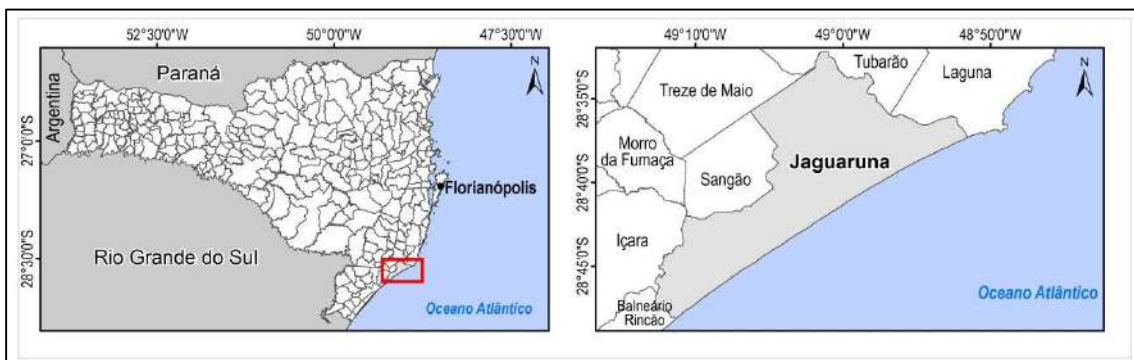 52°30'0"W 50°0'0"W 47°30'0"W
27°0'0"S
28°30'0"S
Argentina
Paraná
N
Florianópolis
Rio Grande do Sul
Oceano Atlântico
49°10'0"W 49°0'0"W 48°50'0"W
28°35'0"S
28°40'0"S
28°45'0"S
Tubarão
Laguna
N
Treze de Maio
Morro
da Fumaça
Jaguaruna
Sangão
Içara
Balneário
Rincão
Oceano Atlântico